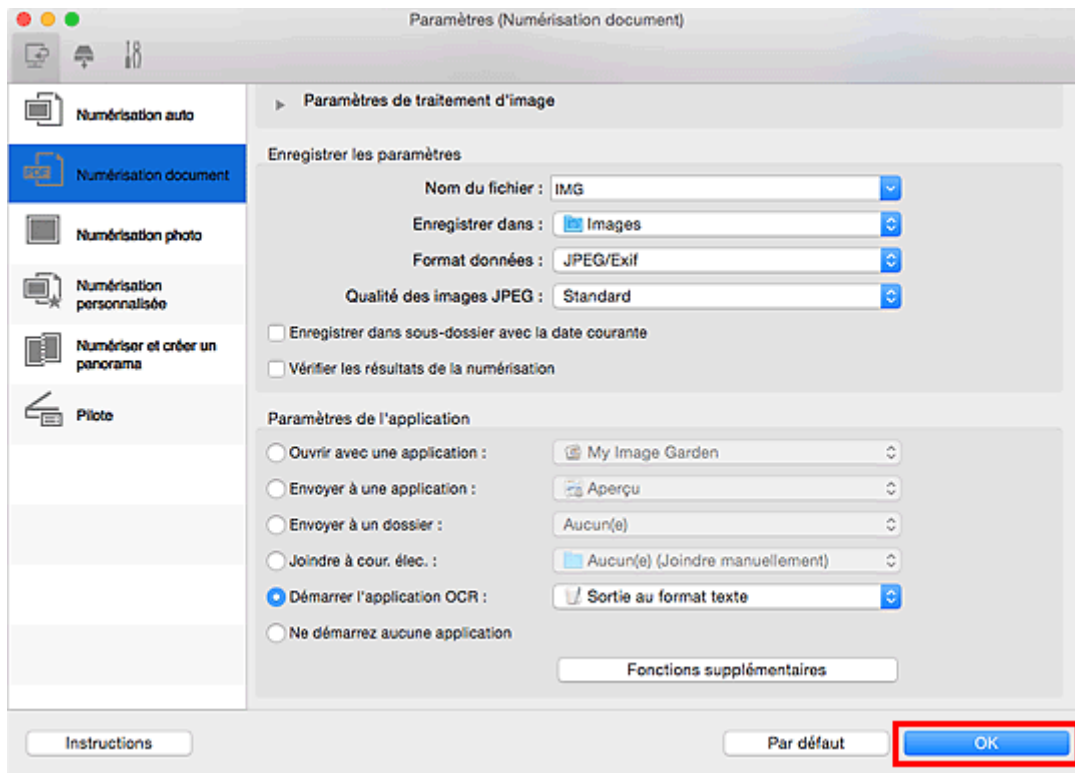 Paramètres (Numérisation document)
Numérisation auto
Numérisation document
Numérisation photo
Numérisation
personnalisée
Numériser et créer un
panorama
Pilote
Paramètres de traitement d'image
Enregistrer les paramètres
Nom du fichier : IMG
Enregistrer dans : Images
Format données : JPEG/Exif
Qualité des images JPEG : Standard
Enregistrer dans sous-dossier avec la date courante
Vérifier les résultats de la numérisation
Paramètres de l'application
Ouvrir avec une application : My Image Garden
Envoyer à une application : Aperçu
Envoyer à un dossier : Aucun(e)
Joindre à cour. élec. : Aucun(e) (Joindre manuellement)
Démarrer l'application OCR : Sortie au format texte
Ne démarrez aucune application
Fonctions supplémentaires
Instructions Par défaut OK